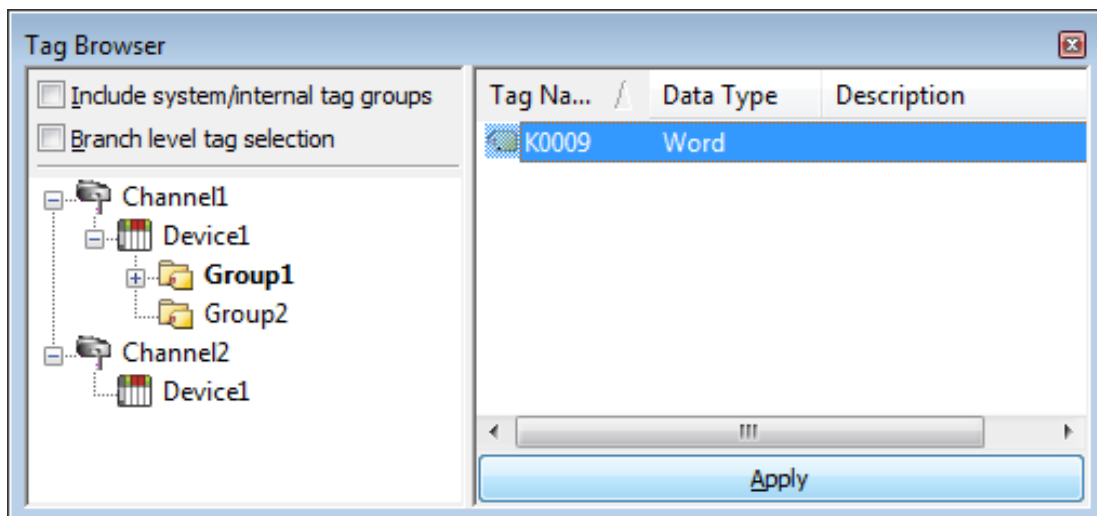 Tag Browser
Include system/internal tag groups
Branch level tag selection
Channel1
Device1
Group1
Group2
Channel2
Device1
Tag Na... Data Type Description
K0009 Word
Apply